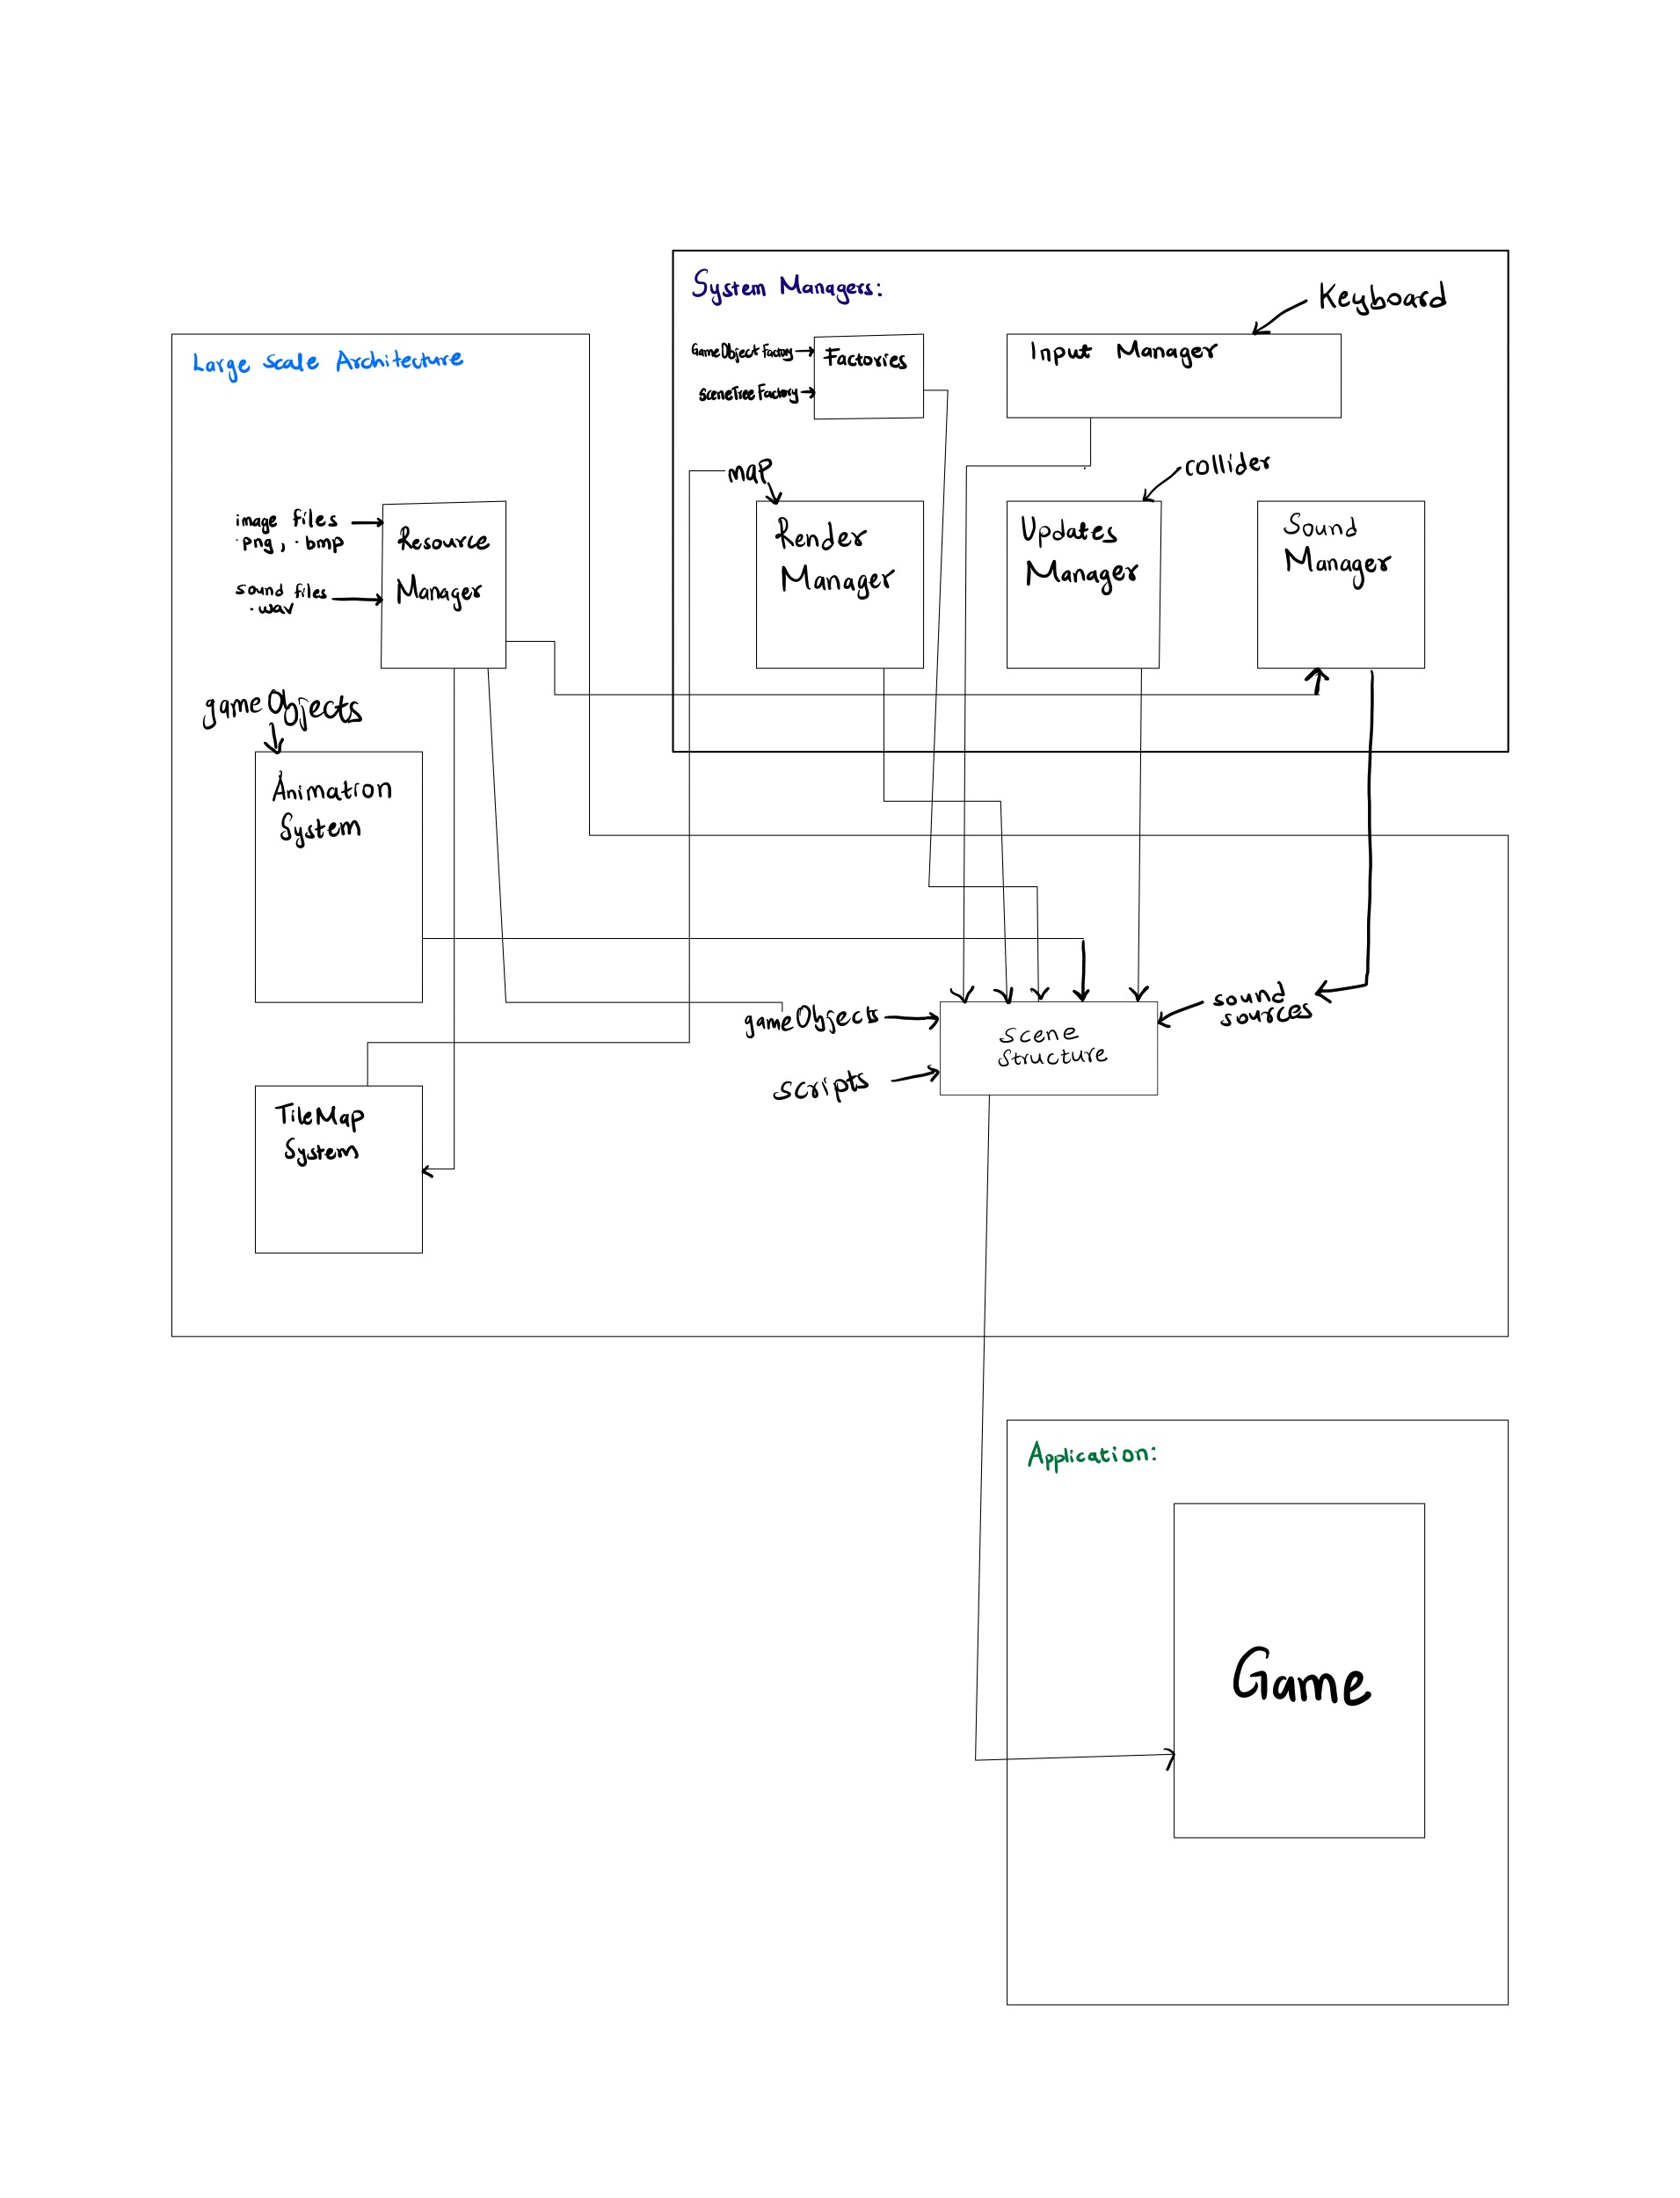 System Managers:
Keyboard
Large Scale Architecture
GameObject Factory
Factories
SceneTree Factory
Input Manager
map
collider
image files
.png, .bmp
sound files
.wav
Resource
Manager
Render
Manager
Updates
Manager
Sound
Manager
gameObjects
Animation
System
gameObjects
scripts
Scene
Structure
sound
sources
TileMap
System
Application:
Game